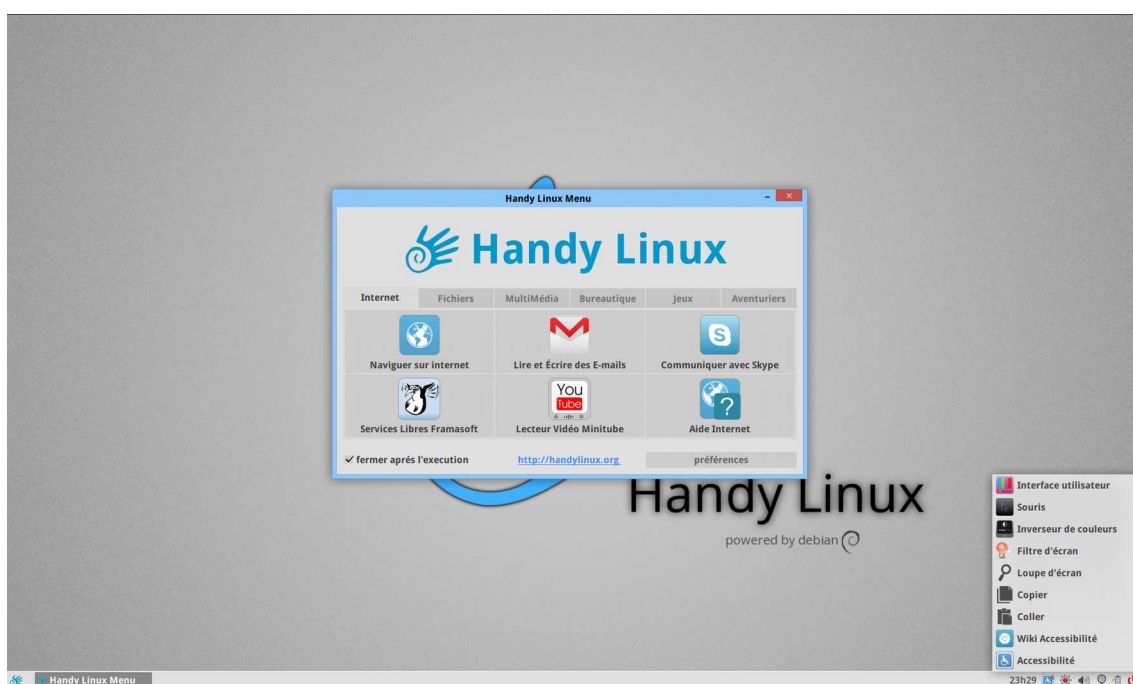 Handy Linux Menu
Handy Linux
Internet Fichiers MultiMédia Bureautique Jeux Aventuriers
Naviguer sur internet Lire et Écrire des E-mails Communiquer avec Skype
You
Tube
Services Libres Framasoft Lecteur Vidéo Minitube Aide Internet
fermer aprés l'execution http://handylinux.org préférences
Handy Linux
powered by debian
Interface utilisateur
Souris
Inverseur de couleurs
Filtre d'écran
Loupe d'écran
Copier
Coller
Wiki Accessibilité
Accessibilité
Handy Linux Menu 23h29